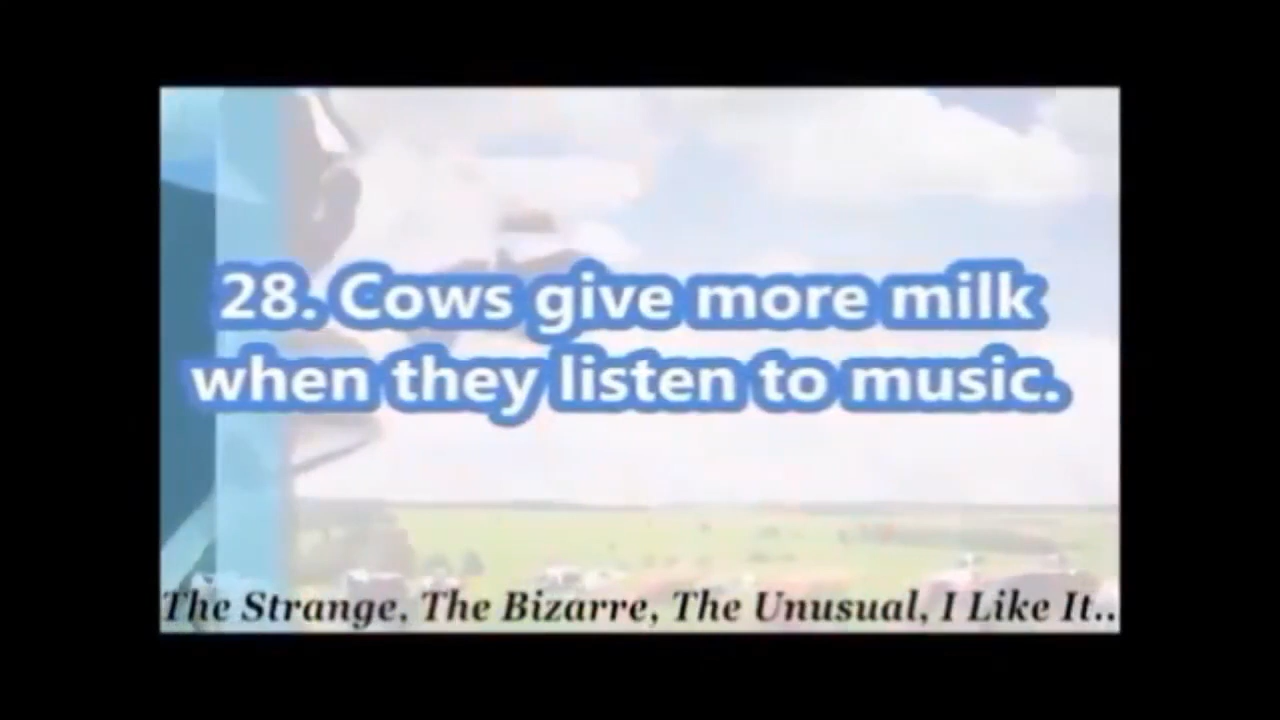 28. Cows give more milk
when they listen to music.
The Strange, The Bizarre, The Unusual, I Like It..